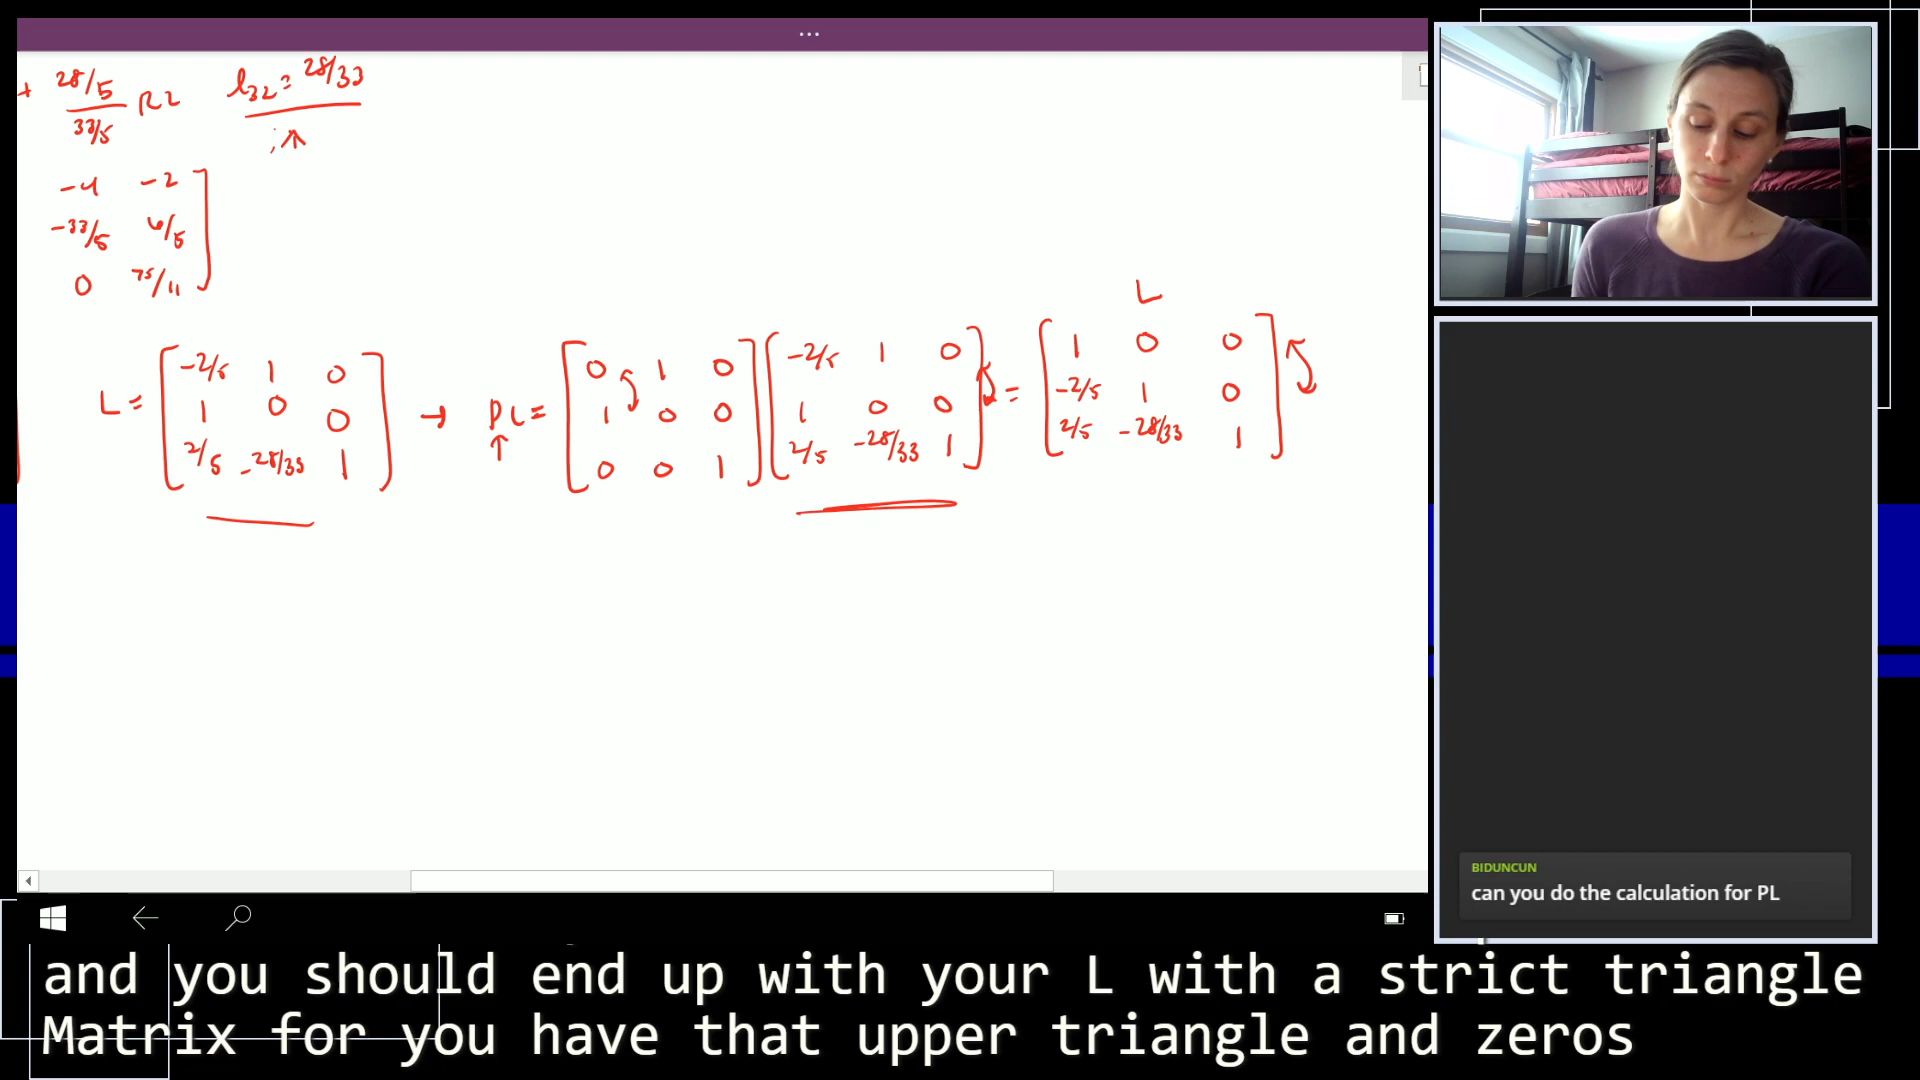 ...
+ 28/5 / 33/5 R2 l32 = 28/33
-4 -2
-33/5 6/5
0 75/11
L
L = [ -2/5 1 0 → PL = [ 0 1 0 ] [ -2/5 1 0 ] = [ 1 0 0 ]
1 0 0 1 0 0 1 0 0 -2/5 1 0
2/5 -28/33 1 ] 0 0 1 2/5 -28/33 1 2/5 -28/33 1
BIDUNCUN
can you do the calculation for PL
and you should end up with your L with a strict triangle
Matrix for you have that upper triangle and zeros